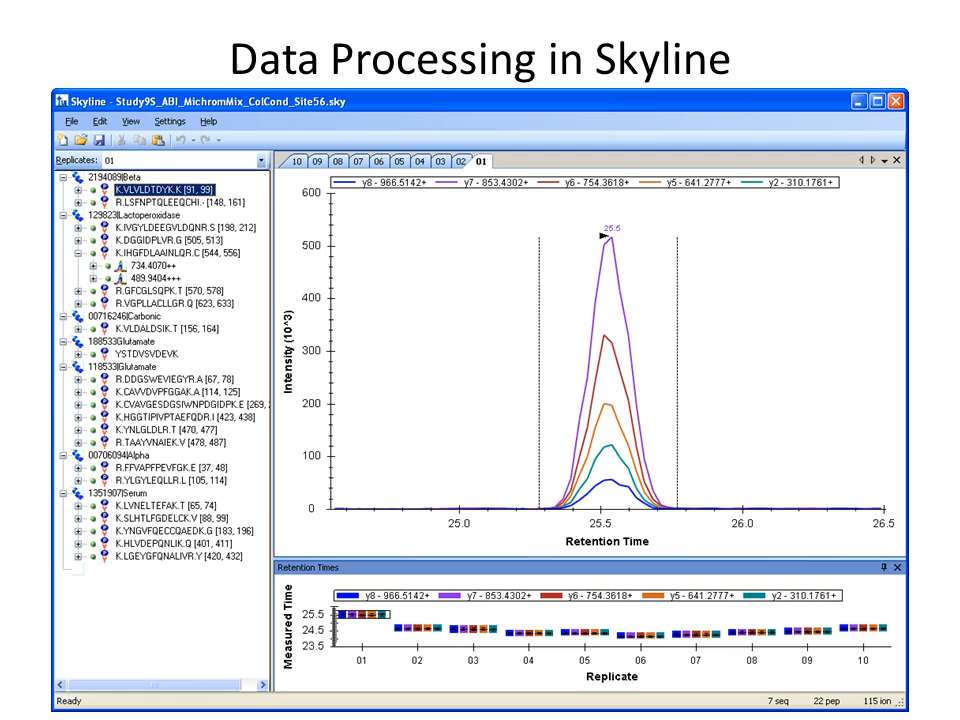 Data Processing in Skyline
Skyline - Study9S_ABI_MichromMix_ColCond_Site56.sky
File Edit View Settings Help
Replicates: 01
2194089|Beta
K.VLVLDTDYK.K [91, 99]
R.LSFNPTQLEEQCHI.- [148, 161]
129823|Lactoperoxidase
K.IVGYLDEEGVLDQNR.S [198, 212]
K.DGGIDPLVR.G [505, 513]
K.IHGFDLAAINLQR.C [544, 556]
734.4070++
489.9404+++
R.GFCGLSQPK.T [570, 578]
R.VGPLLACLLGR.Q [623, 633]
00716246|Carbonic
K.VLDALDSIK.T [156, 164]
188533Glutamate
YSTDVSVDEVK
118533|Glutamate
R.DDGSWEVIEGYR.A [67, 78]
K.CAVVDVPFGGAK.A [114, 125]
K.CVAVGESDGSIWNPDGIDPK.E [269, 2
K.HGGTIPIVPTAEFQDR.I [423, 438]
K.YNLGLDLR.T [470, 477]
R.TAAYVNAIEK.V [478, 487]
00706094|Alpha
R.FFVAPFPEVFGK.E [37, 48]
R.YLGYLEQLLR.L [105, 114]
1351907|Serum
K.LVNELTEFAK.T [65, 74]
K.SLHTLFGDELCK.V [88, 99]
K.YNGVFQECCQAEDK.G [183, 196]
K.HLVDEPQNLIK.Q [401, 411]
K.LGEYGFQNALIVR.Y [420, 432]
10 09 08 07 06 05 04 03 02 01
y8 - 966.5142+ y7 - 853.4302+ y6 - 754.3618+ y5 - 641.2777+ y2 - 310.1761+
25.5
600
500
400
300
200
100
0
Intensity (10^3)
25.0 25.5 26.0 26.5
Retention Time
Retention Times
y8 - 966.5142+ y7 - 853.4302+ y6 - 754.3618+ y5 - 641.2777+ y2 - 310.1761+
Measured Time
25.5
24.5
23.5
01 02 03 04 05 06 07 08 09 10
Replicate
Ready 7 seq 22 pep 115 ion